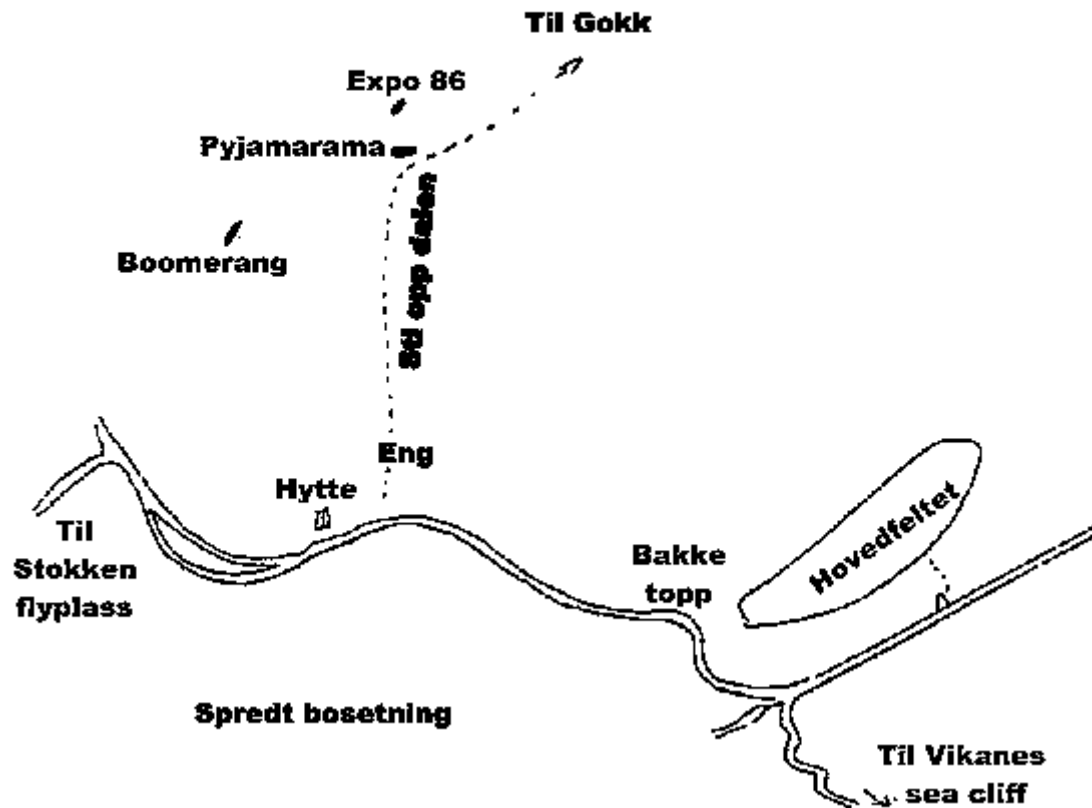 Til Gokk
Expo 86
Pyjamarama
Sti opp dalen
Boomerang
Eng
Hytte
Til
Stokken
flyplass
Bakke
topp
Hovedfeltet
Spredt bosetning
Til Vikanes
sea cliff